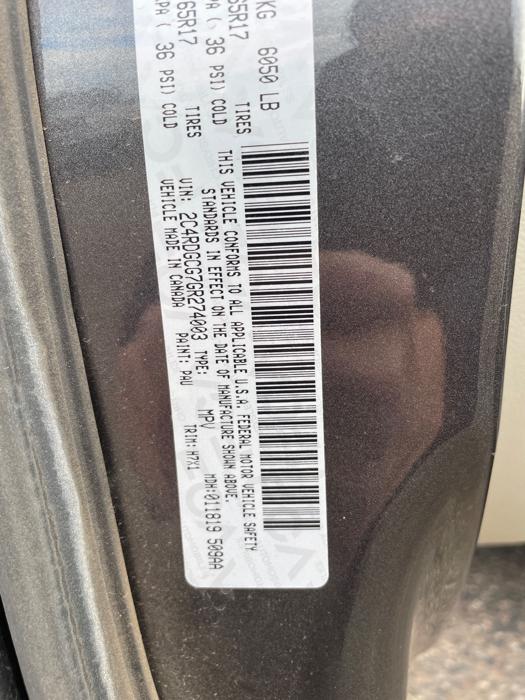 KG 6050 LB
65R17 TIRES
PA ( 36 PSI) COLD
65R17 TIRES
PA ( 36 PSI) COLD
THIS VEHICLE CONFORMS TO ALL APPLICABLE U.S.A. FEDERAL MOTOR VEHICLE SAFETY
STANDARDS IN EFFECT ON THE DATE OF MANUFACTURE SHOWN ABOVE.
VIN: 2C4RDGCG7GR274003 TYPE: MPV MDH:011819 509AA
VEHICLE MADE IN CANADA PAINT: PAU TRIM: H7X1